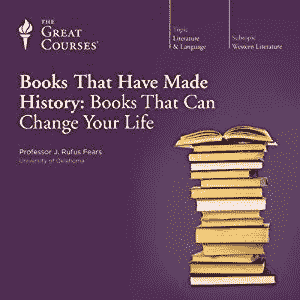 THE
GREAT
COURSES®
Topic
Literature
& Language
Subtopic
Western Literature
Books That Have Made
History: Books That Can
Change Your Life
Professor J. Rufus Fears
University of Oklahoma